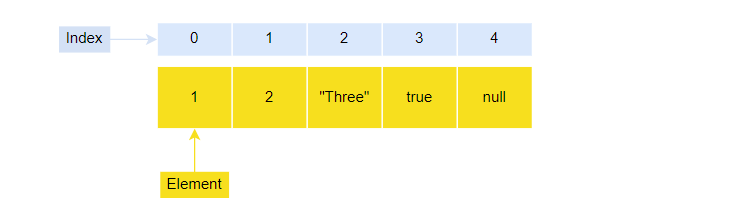 Index 0 1 2 3 4
1 2 "Three" true null
Element